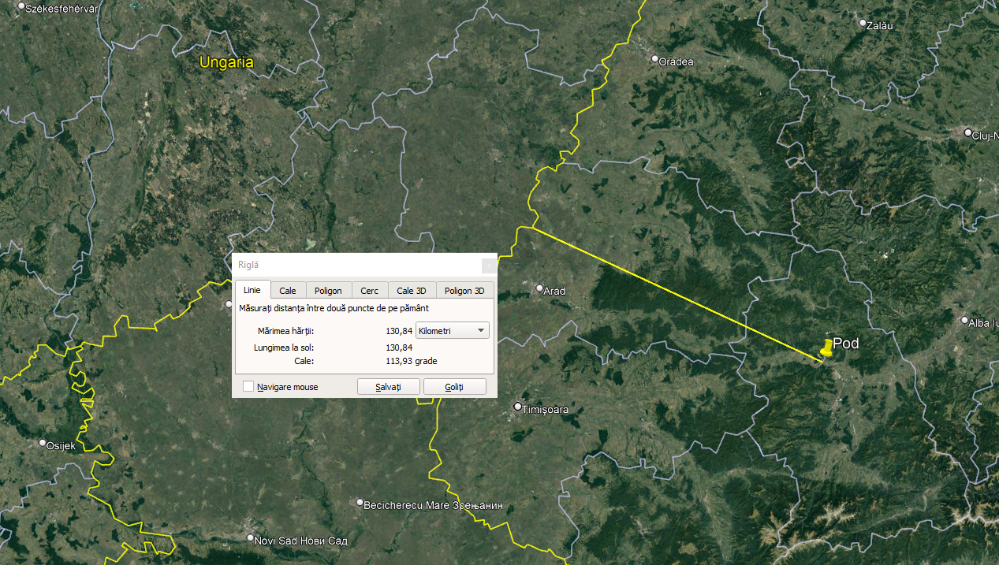 Székesfehérvár
Zalău
Ungaria
Oradea
Cluj-N
Riglă
Linie Cale Poligon Cerc Cale 3D Poligon 3D
Măsurați distanța între două puncte de pe pământ
Mărimea hărții: 130,84 Kilometri
Lungimea la sol: 130,84
Cale: 113,93 grade
Navigare mouse Salvați Goliți
Arad
Alba Iu
Pod
Timișoara
Osijek
Becicherecu Mare Зрењанин
Novi Sad Нови Сад